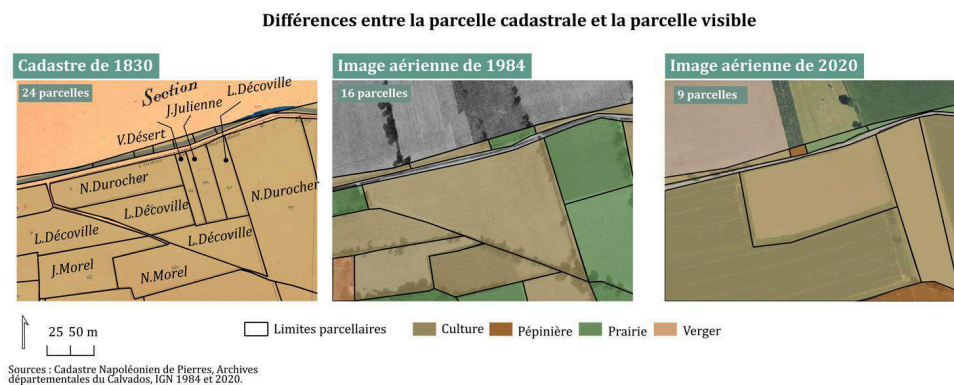 Différences entre la parcelle cadastrale et la parcelle visible
Cadastre de 1830
24 parcelles
Section
J.Julienne
L.Décoville
V.Désert
N.Durocher
N.Durocher
L.Décoville
L.Décoville
L.Décoville
J.Morel
N.Morel
Image aérienne de 1984
16 parcelles
Image aérienne de 2020
9 parcelles
25 50 m
Limites parcellaires
Culture
Pépinière
Prairie
Verger
Sources : Cadastre Napoléonien de Pierres, Archives
départementales du Calvados, IGN 1984 et 2020.